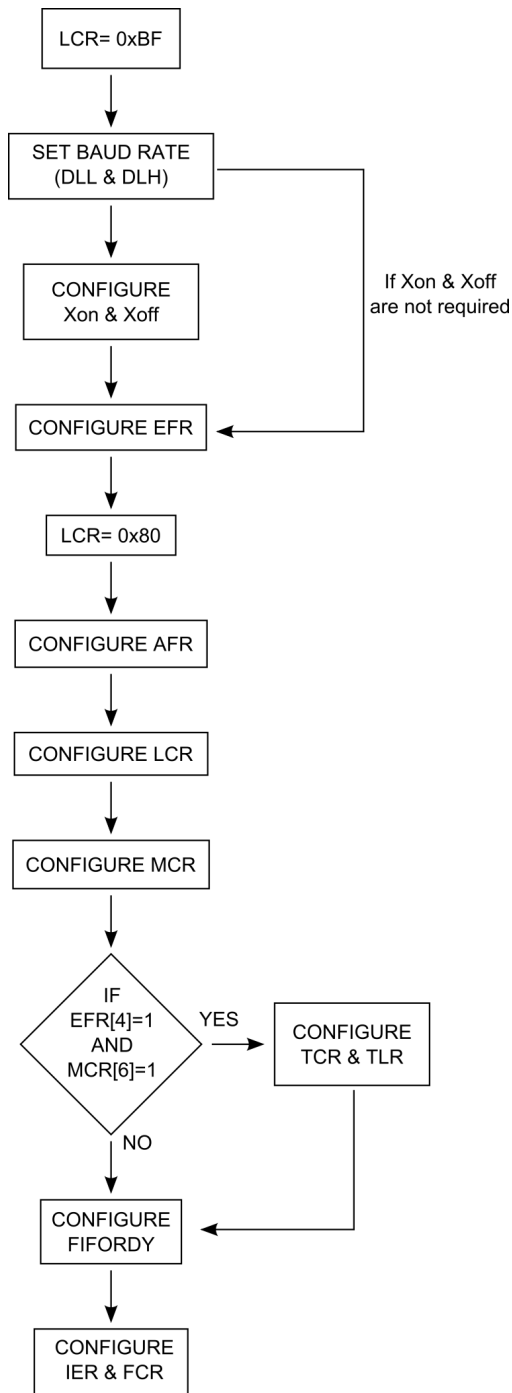 LCR= 0xBF
SET BAUD RATE
(DLL & DLH)
If Xon & Xoff
are not required
CONFIGURE
Xon & Xoff
CONFIGURE EFR
LCR= 0x80
CONFIGURE AFR
CONFIGURE LCR
CONFIGURE MCR
IF
EFR[4]=1
AND
MCR[6]=1
YES
CONFIGURE
TCR & TLR
NO
CONFIGURE
FIFORDY
CONFIGURE
IER & FCR